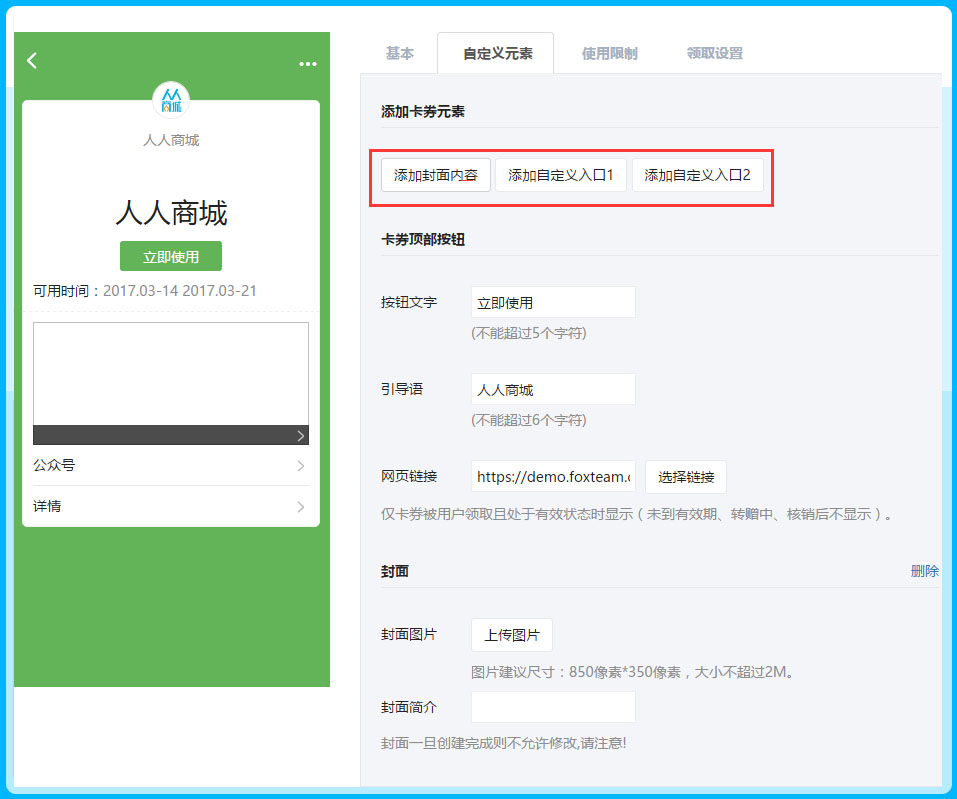 商城
人人商城
人人商城
立即使用
可用时间：2017.03-14 2017.03-21
公众号
详情
基本
自定义元素
使用限制
领取设置
添加卡券元素
添加封面内容
添加自定义入口1
添加自定义入口2
卡券顶部按钮
按钮文字
立即使用
(不能超过5个字符)
引导语
人人商城
(不能超过6个字符)
网页链接
https://demo.foxteam.c
选择链接
仅卡券被用户领取且处于有效状态时显示（未到有效期、转赠中、核销后不显示）。
封面
删除
封面图片
上传图片
图片建议尺寸：850像素*350像素，大小不超过2M。
封面简介
封面一旦创建完成则不允许修改,请注意!